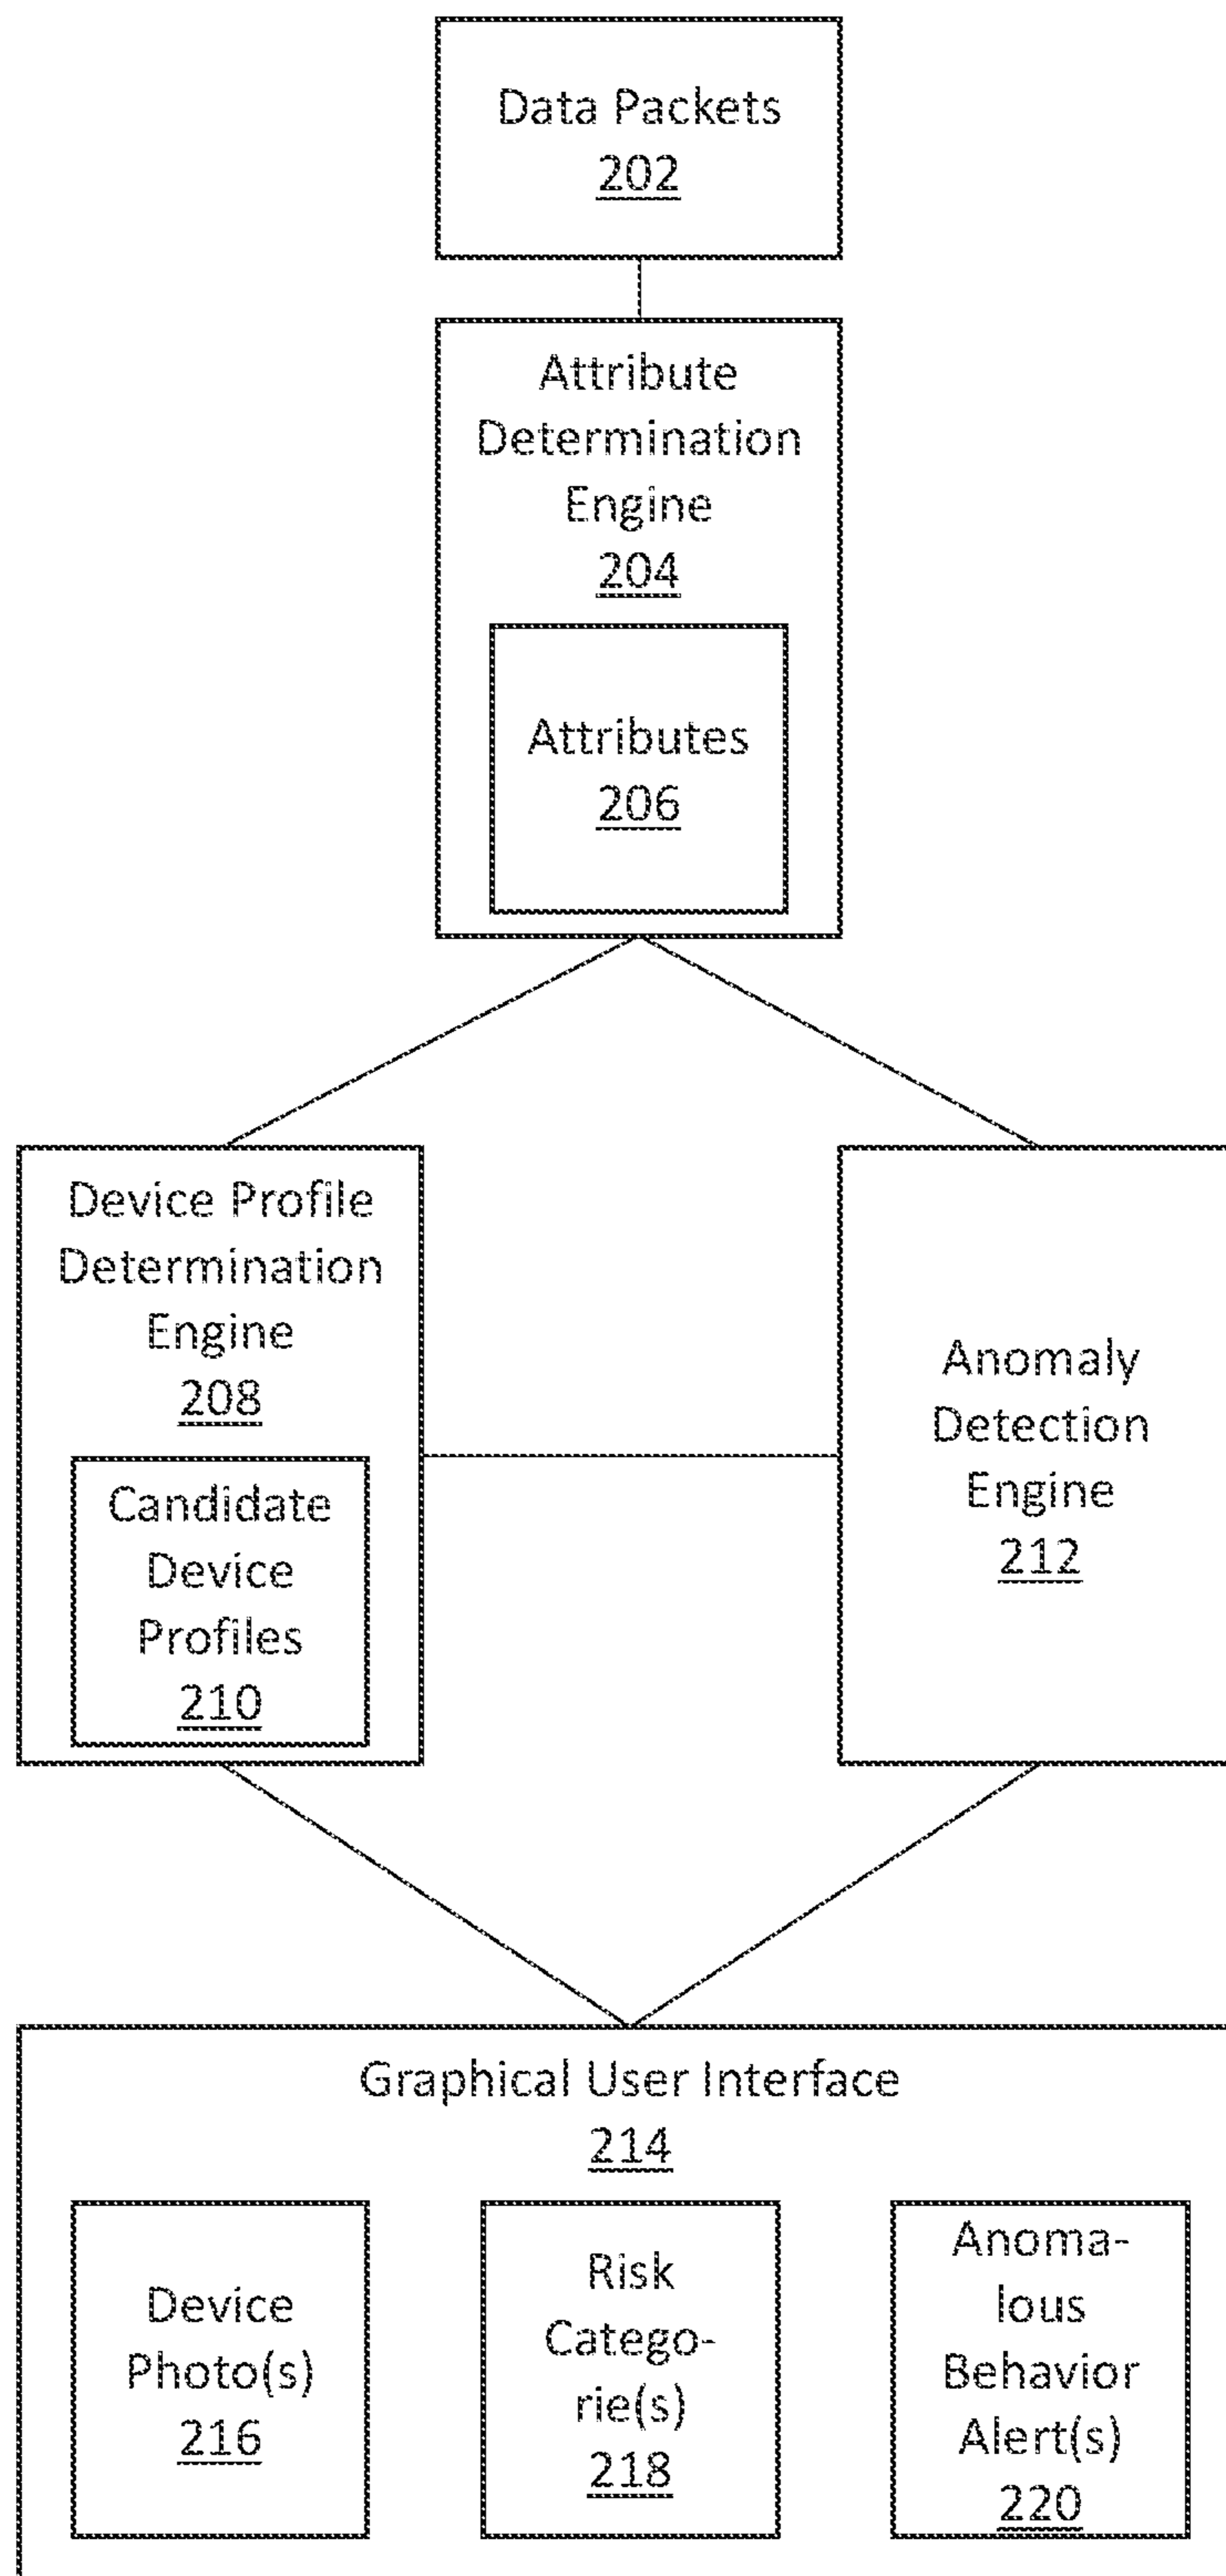 Data Packets
202
Attribute
Determination
Engine
204
Attributes
206
Device Profile
Determination
Engine
208
Candidate
Device
Profiles
210
Anomaly
Detection
Engine
212
Graphical User Interface
214
Device
Photo(s)
216
Risk
Catego-
rie(s)
218
Anoma-
lous
Behavior
Alert(s)
220